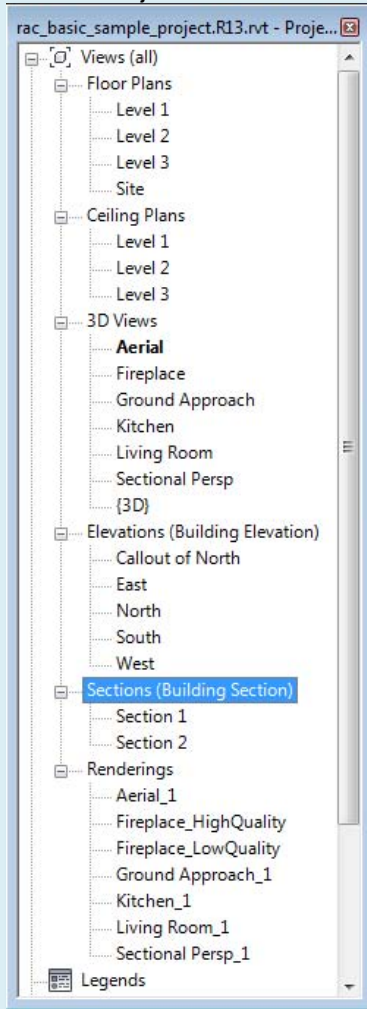 rac_basic_sample_project.R13.rvt - Proje...
Views (all)
Floor Plans
Level 1
Level 2
Level 3
Site
Ceiling Plans
Level 1
Level 2
Level 3
3D Views
Aerial
Fireplace
Ground Approach
Kitchen
Living Room
Sectional Persp
{3D}
Elevations (Building Elevation)
Callout of North
East
North
South
West
Sections (Building Section)
Section 1
Section 2
Renderings
Aerial_1
Fireplace_HighQuality
Fireplace_LowQuality
Ground Approach_1
Kitchen_1
Living Room_1
Sectional Persp_1
Legends